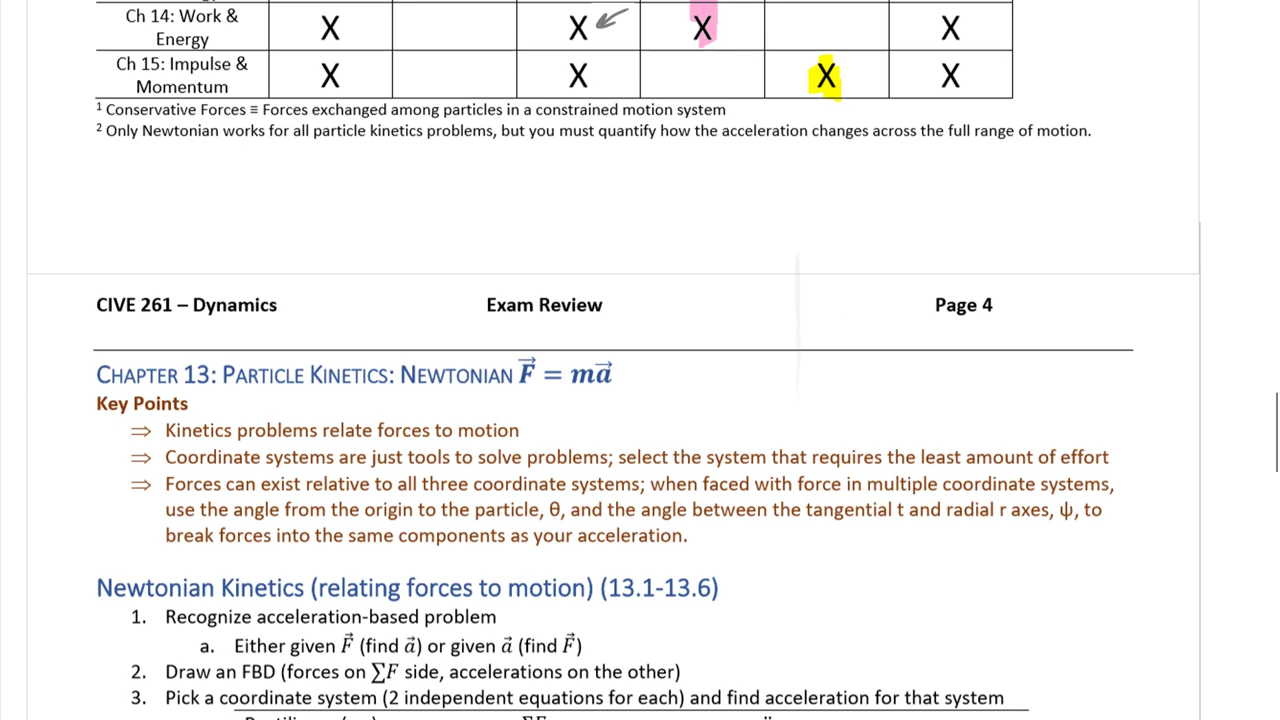 Ch 14: Work &
Energy
X X X X
Ch 15: Impulse &
Momentum
X X X X
¹ Conservative Forces ≡ Forces exchanged among particles in a constrained motion system
² Only Newtonian works for all particle kinetics problems, but you must quantify how the acceleration changes across the full range of motion.
CIVE 261 – Dynamics Exam Review Page 4
CHAPTER 13: PARTICLE KINETICS: NEWTONIAN F⃗ = ma⃗
Key Points
⇒ Kinetics problems relate forces to motion
⇒ Coordinate systems are just tools to solve problems; select the system that requires the least amount of effort
⇒ Forces can exist relative to all three coordinate systems; when faced with force in multiple coordinate systems,
use the angle from the origin to the particle, θ, and the angle between the tangential t and radial r axes, ψ, to
break forces into the same components as your acceleration.
Newtonian Kinetics (relating forces to motion) (13.1-13.6)
1. Recognize acceleration-based problem
a. Either given F⃗ (find a⃗) or given a⃗ (find F⃗)
2. Draw an FBD (forces on ∑F side, accelerations on the other)
3. Pick a coordinate system (2 independent equations for each) and find acceleration for that system